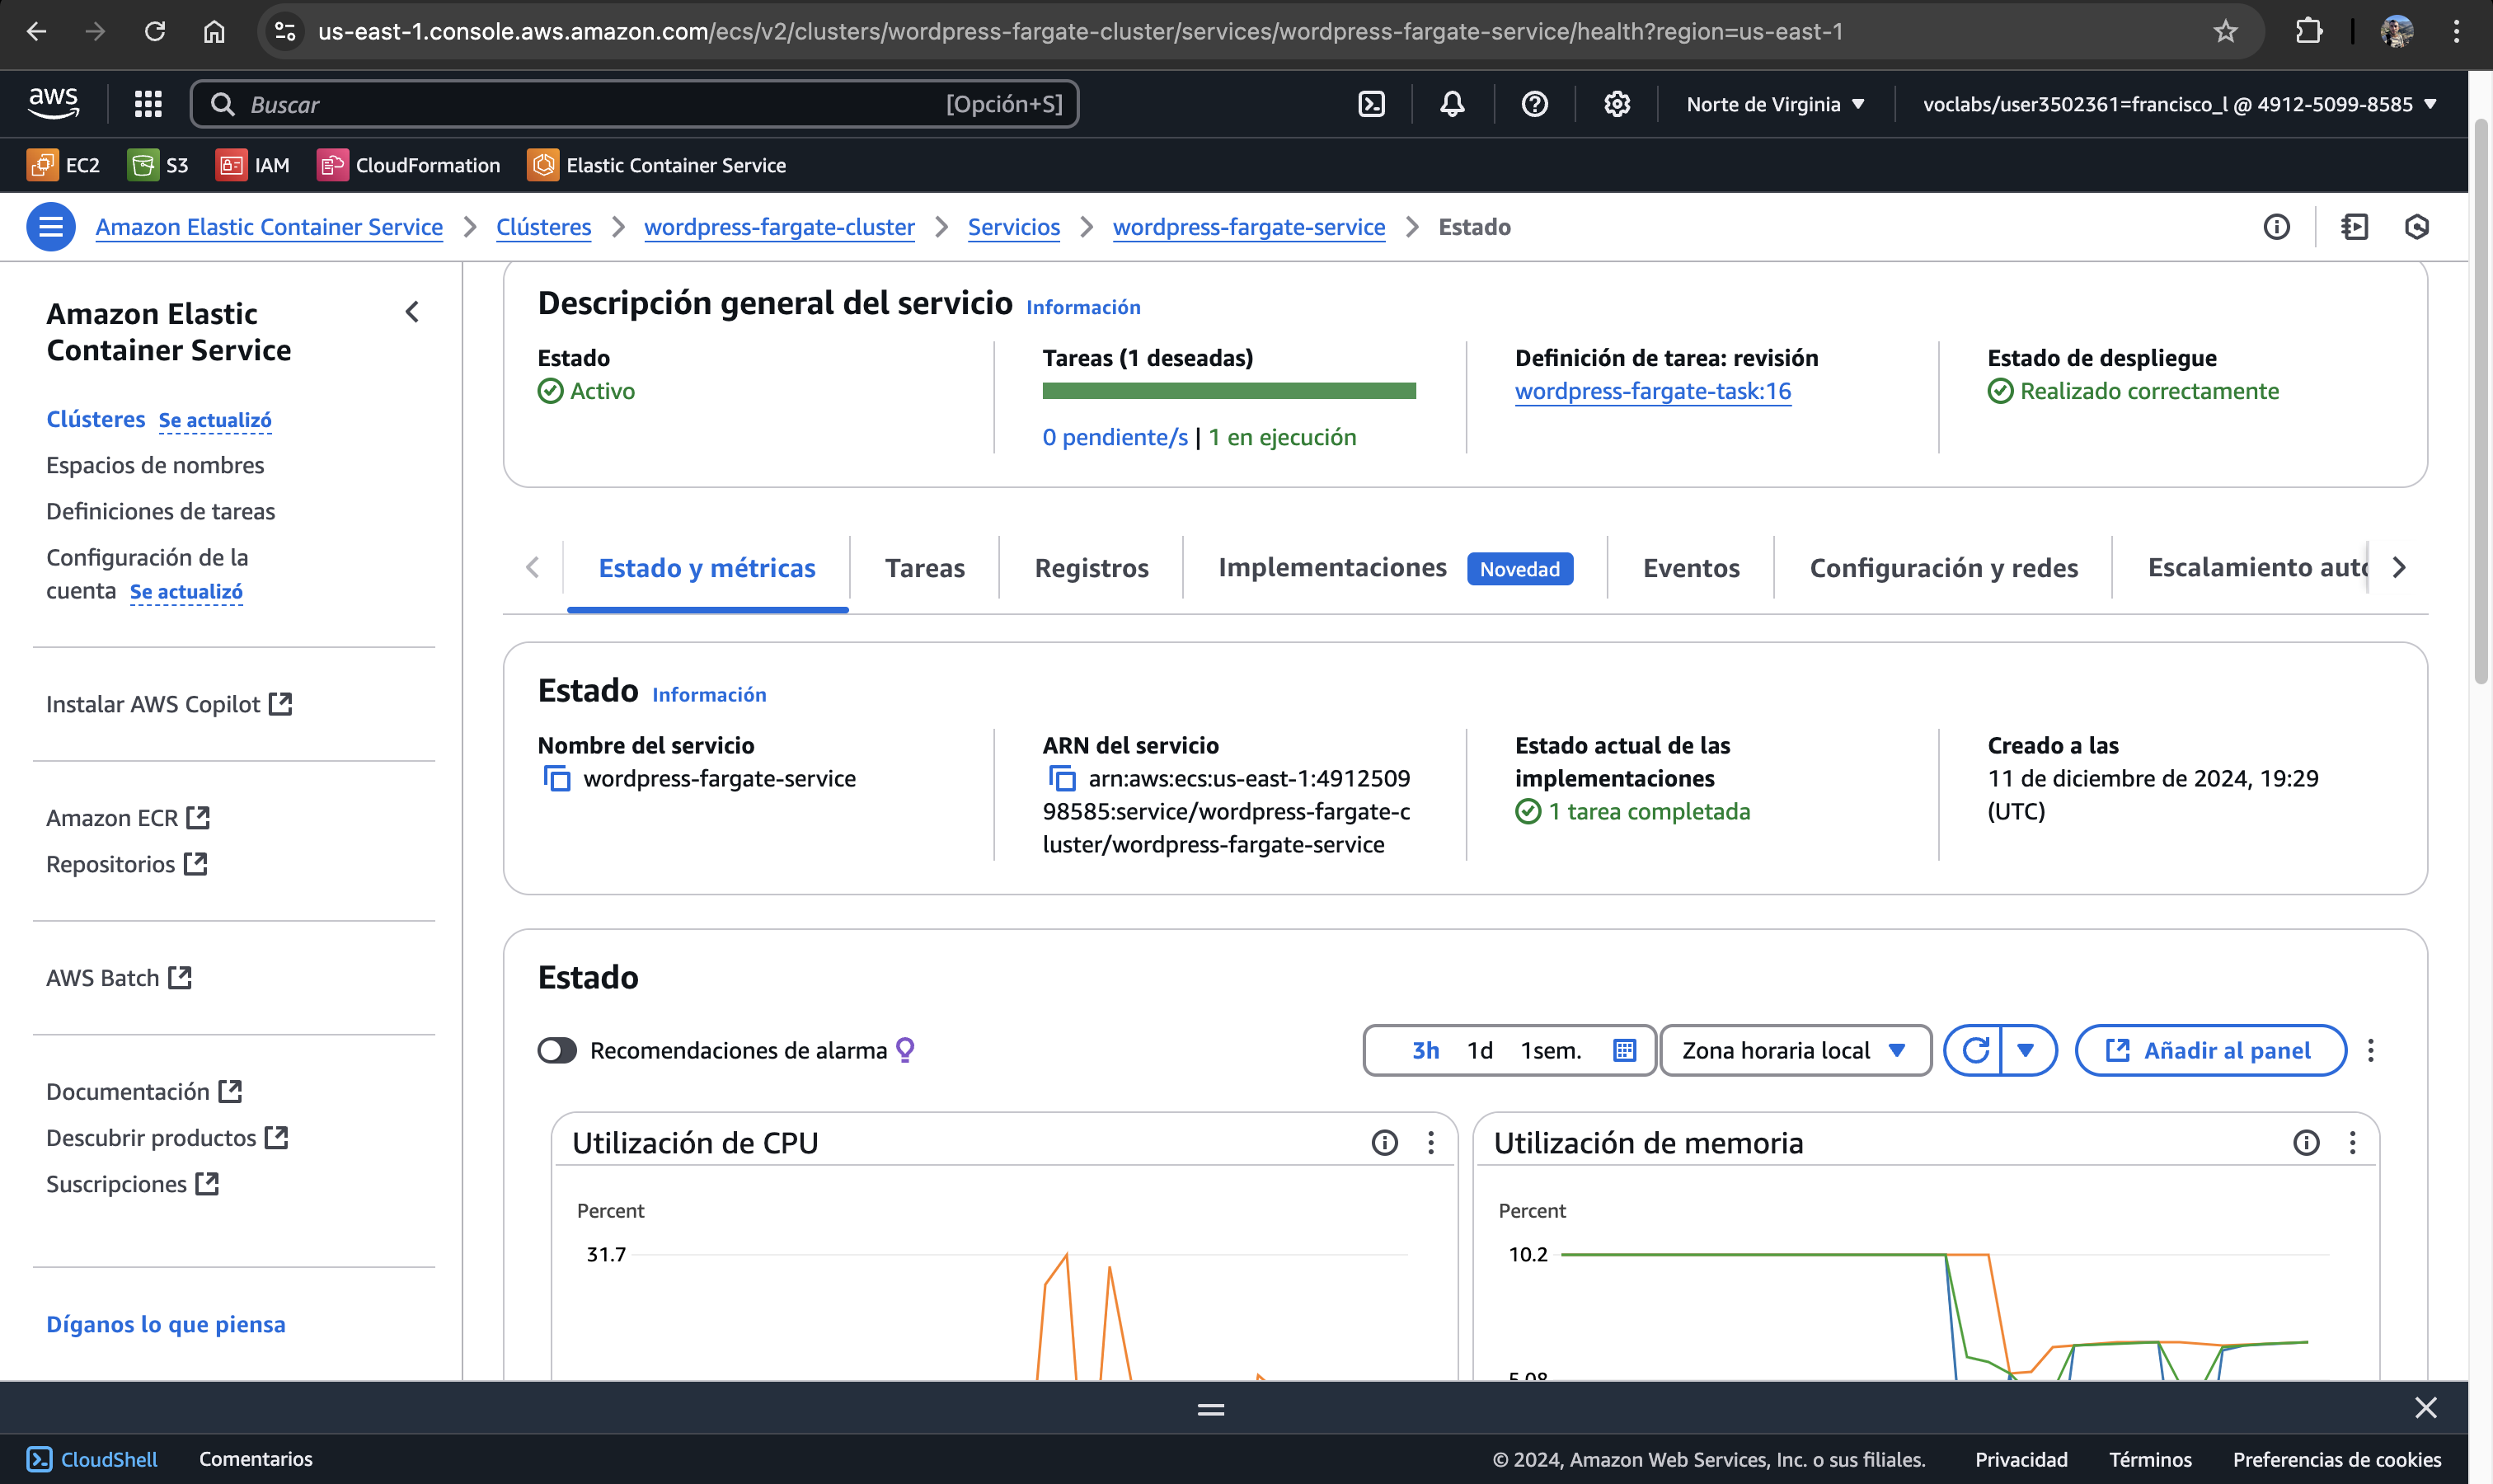 us-east-1.console.aws.amazon.com/ecs/v2/clusters/wordpress-fargate-cluster/services/wordpress-fargate-service/health?region=us-east-1
aws
Buscar
[Opción+S]
Norte de Virginia
voclabs/user3502361=francisco_l @ 4912-5099-8585
EC2
S3
IAM
CloudFormation
Elastic Container Service
Amazon Elastic Container Service
Clústeres
wordpress-fargate-cluster
Servicios
wordpress-fargate-service
Estado
Amazon Elastic
Container Service
Clústeres Se actualizó
Espacios de nombres
Definiciones de tareas
Configuración de la
cuenta Se actualizó
Instalar AWS Copilot
Amazon ECR
Repositorios
AWS Batch
Documentación
Descubrir productos
Suscripciones
Díganos lo que piensa
Descripción general del servicio Información
Estado
Activo
Tareas (1 deseadas)
0 pendiente/s | 1 en ejecución
Definición de tarea: revisión
wordpress-fargate-task:16
Estado de despliegue
Realizado correctamente
Estado y métricas
Tareas
Registros
Implementaciones Novedad
Eventos
Configuración y redes
Escalamiento auto
Estado Información
Nombre del servicio
wordpress-fargate-service
ARN del servicio
arn:aws:ecs:us-east-1:4912509
98585:service/wordpress-fargate-c
luster/wordpress-fargate-service
Estado actual de las
implementaciones
1 tarea completada
Creado a las
11 de diciembre de 2024, 19:29
(UTC)
Estado
Recomendaciones de alarma
3h 1d 1sem.
Zona horaria local
Añadir al panel
Utilización de CPU
Percent
31.7
Utilización de memoria
Percent
10.2
5.08
CloudShell
Comentarios
© 2024, Amazon Web Services, Inc. o sus filiales.
Privacidad
Términos
Preferencias de cookies